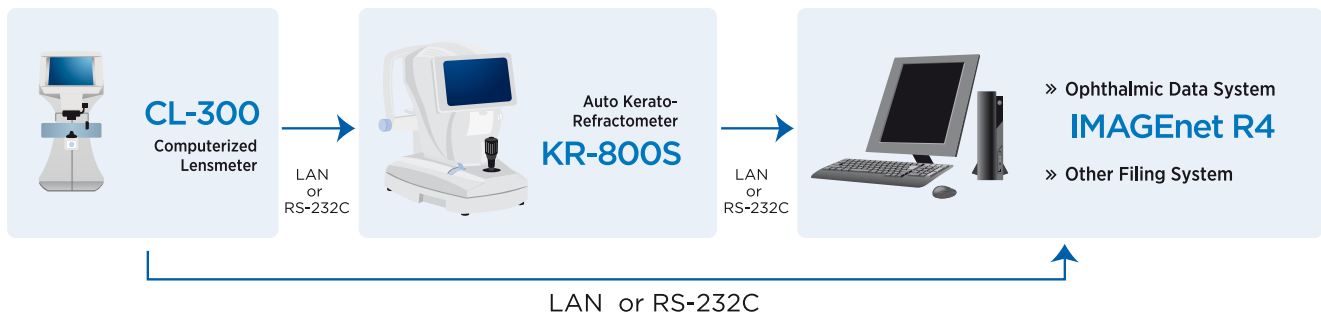 CL-300
Computerized
Lensmeter
LAN
or
RS-232C
Auto Kerato-
Refractometer
KR-800S
LAN
or
RS-232C
» Ophthalmic Data System
IMAGEnet R4
» Other Filing System
LAN or RS-232C